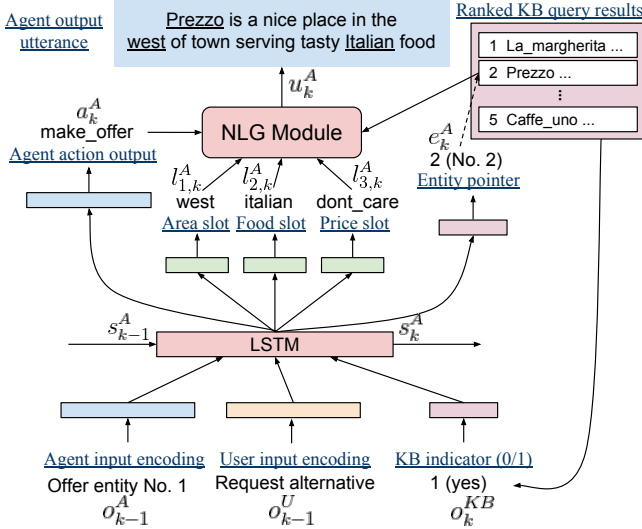 Agent output
utterance
Prezzo is a nice place in the
west of town serving tasty Italian food
Ranked KB query results
1 La_margherita ...
2 Prezzo ...
⋮
5 Caffe_uno ...
u_k^A
a_k^A
make_offer
Agent action output
NLG Module
e_k^A
2 (No. 2)
Entity pointer
l_{1,k}^A l_{2,k}^A l_{3,k}^A
west italian dont_care
Area slot Food slot Price slot
s_{k-1}^A LSTM s_k^A
Agent input encoding User input encoding KB indicator (0/1)
Offer entity No. 1 Request alternative 1 (yes)
o_{k-1}^A o_{k-1}^U o_k^{KB}